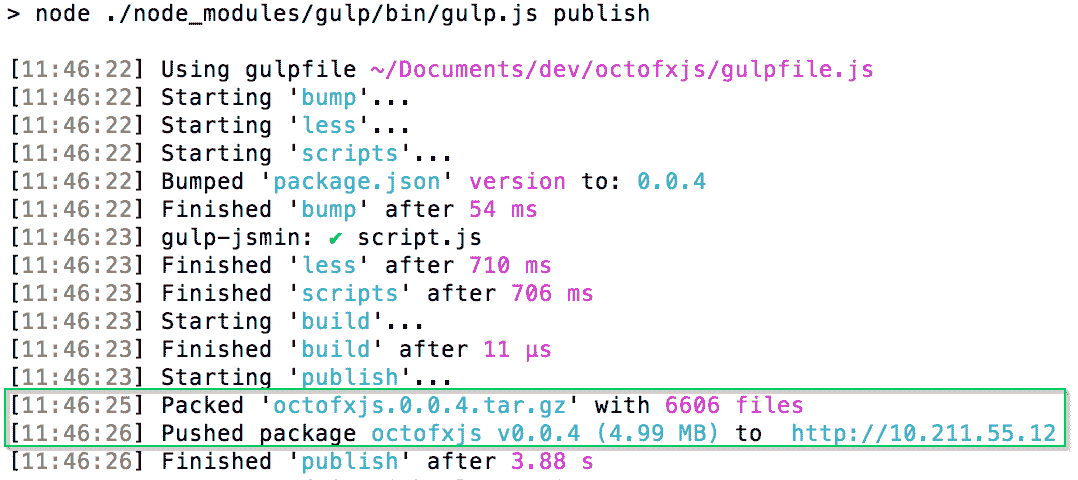 > node ./node_modules/gulp/bin/gulp.js publish
[11:46:22] Using gulpfile ~/Documents/dev/octofxjs/gulpfile.js
[11:46:22] Starting 'bump'...
[11:46:22] Starting 'less'...
[11:46:22] Starting 'scripts'...
[11:46:22] Bumped 'package.json' version to: 0.0.4
[11:46:22] Finished 'bump' after 54 ms
[11:46:23] gulp-jsmin: ✔ script.js
[11:46:23] Finished 'less' after 710 ms
[11:46:23] Finished 'scripts' after 706 ms
[11:46:23] Starting 'build'...
[11:46:23] Finished 'build' after 11 μs
[11:46:23] Starting 'publish'...
[11:46:25] Packed 'octofxjs.0.0.4.tar.gz' with 6606 files
[11:46:26] Pushed package octofxjs v0.0.4 (4.99 MB) to  http://10.211.55.12
[11:46:26] Finished 'publish' after 3.88 s